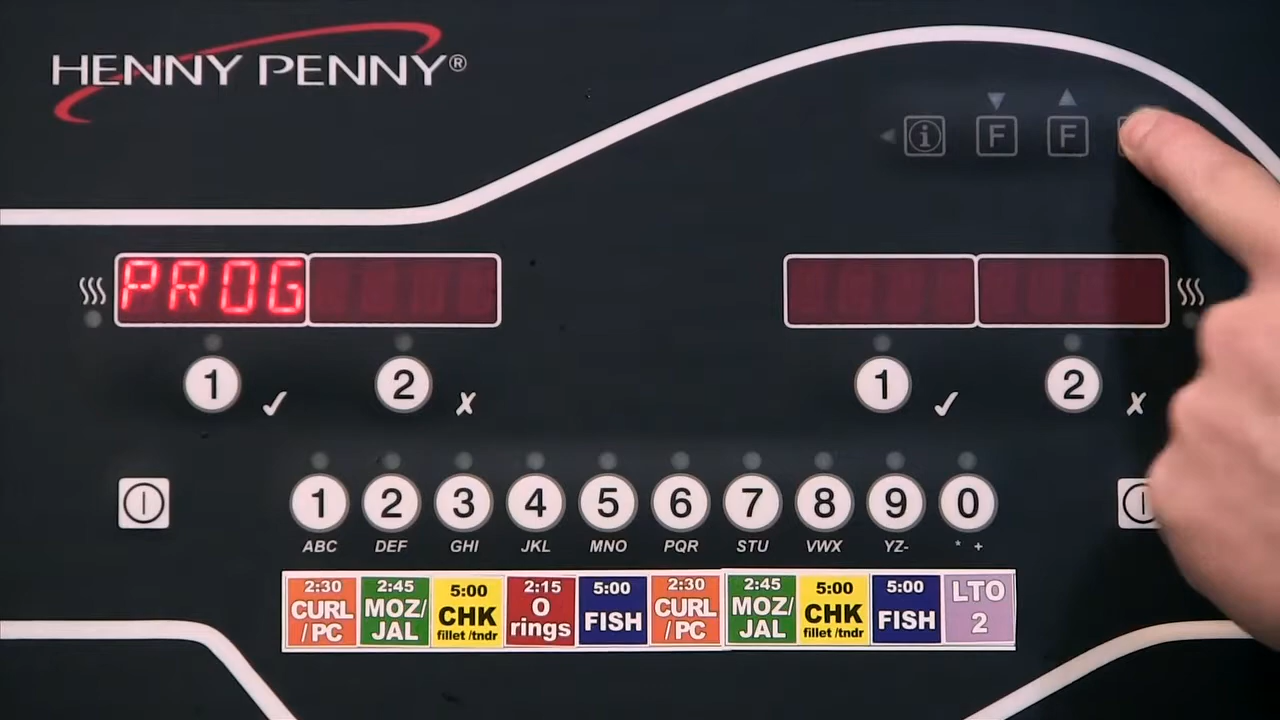 HENNY PENNY®
i F F
PROG
1 ✓ 2 ✗ 1 ✓ 2 ✗
1 2 3 4 5 6 7 8 9 0
ABC DEF GHI JKL MNO PQR STU VWX YZ- * +
2:30 CURL /PC
2:45 MOZ/ JAL
5:00 CHK fillet /tndr
2:15 O rings
5:00 FISH
2:30 CURL /PC
2:45 MOZ/ JAL
5:00 CHK fillet /tndr
5:00 FISH
LTO 2